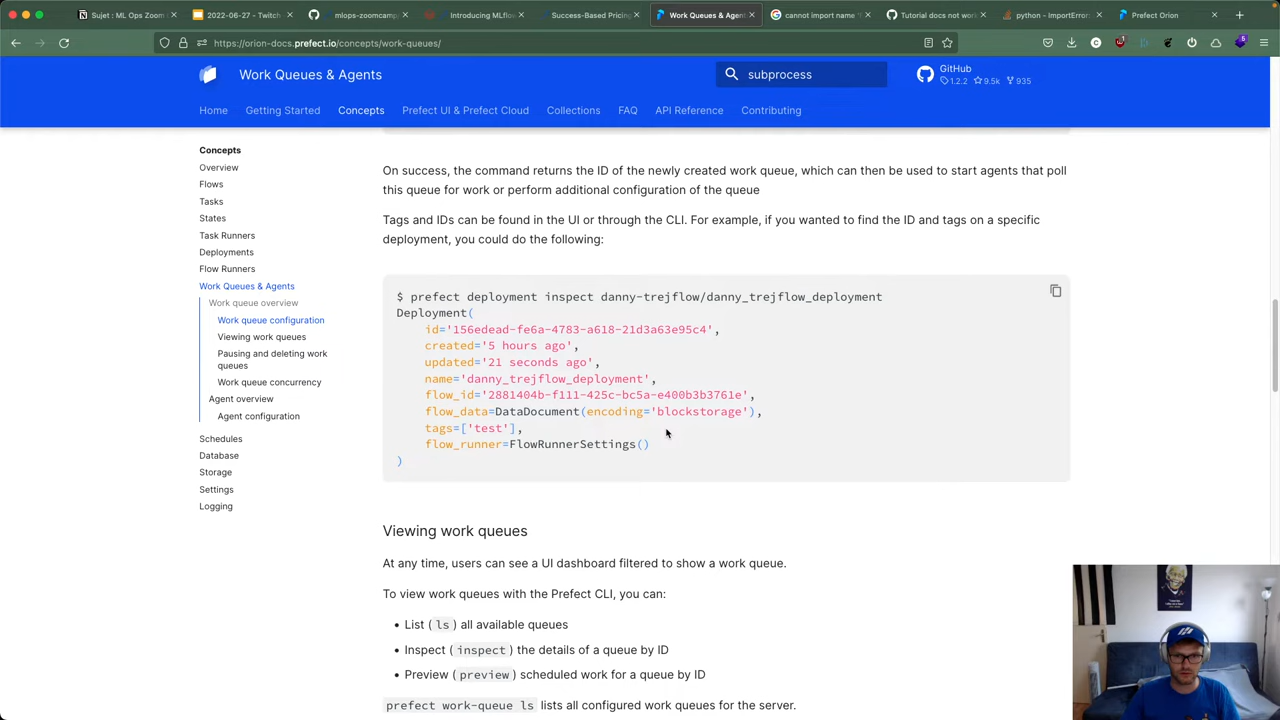 Sujet : ML Ops Zoom
2022-06-27 - Twitch
mlops-zoomcamp
Introducing MLflow
Success-Based Pricing
Work Queues & Agen
cannot import name '
Tutorial docs not wo
python - ImportError
Prefect Orion
https://orion-docs.prefect.io/concepts/work-queues/
Work Queues & Agents
subprocess
GitHub
1.2.2 9.5k 935
Home Getting Started Concepts Prefect UI & Prefect Cloud Collections FAQ API Reference Contributing
Concepts
Overview
Flows
Tasks
States
Task Runners
Deployments
Flow Runners
Work Queues & Agents
Work queue overview
Work queue configuration
Viewing work queues
Pausing and deleting work
queues
Work queue concurrency
Agent overview
Agent configuration
Schedules
Database
Storage
Settings
Logging
On success, the command returns the ID of the newly created work queue, which can then be used to start agents that poll
this queue for work or perform additional configuration of the queue
Tags and IDs can be found in the UI or through the CLI. For example, if you wanted to find the ID and tags on a specific
deployment, you could do the following:
$ prefect deployment inspect danny-trejflow/danny_trejflow_deployment
Deployment(
id='156edead-fe6a-4783-a618-21d3a63e95c4',
created='5 hours ago',
updated='21 seconds ago',
name='danny_trejflow_deployment',
flow_id='2881404b-f111-425c-bc5a-e400b3b3761e',
flow_data=DataDocument(encoding='blockstorage'),
tags=['test'],
flow_runner=FlowRunnerSettings()
)
Viewing work queues
At any time, users can see a UI dashboard filtered to show a work queue.
To view work queues with the Prefect CLI, you can:
• List ( ls ) all available queues
• Inspect ( inspect ) the details of a queue by ID
• Preview ( preview ) scheduled work for a queue by ID
prefect work-queue ls lists all configured work queues for the server.